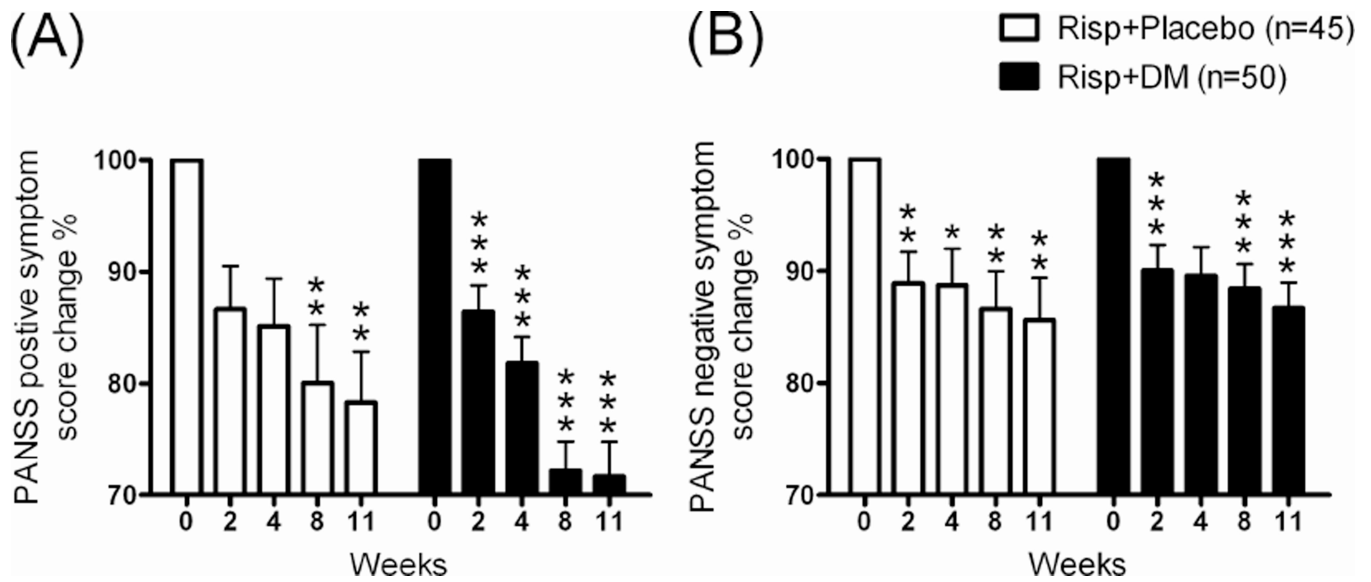 (A)
(B)
Risp+Placebo (n=45)
Risp+DM (n=50)
PANSS postive symptom
score change %
100
90
80
70
** ** *** *** *** ***
0 2 4 8 11 0 2 4 8 11
Weeks
PANSS negative symptom
score change %
100
90
80
70
** * ** ** *** *** ***
0 2 4 8 11 0 2 4 8 11
Weeks